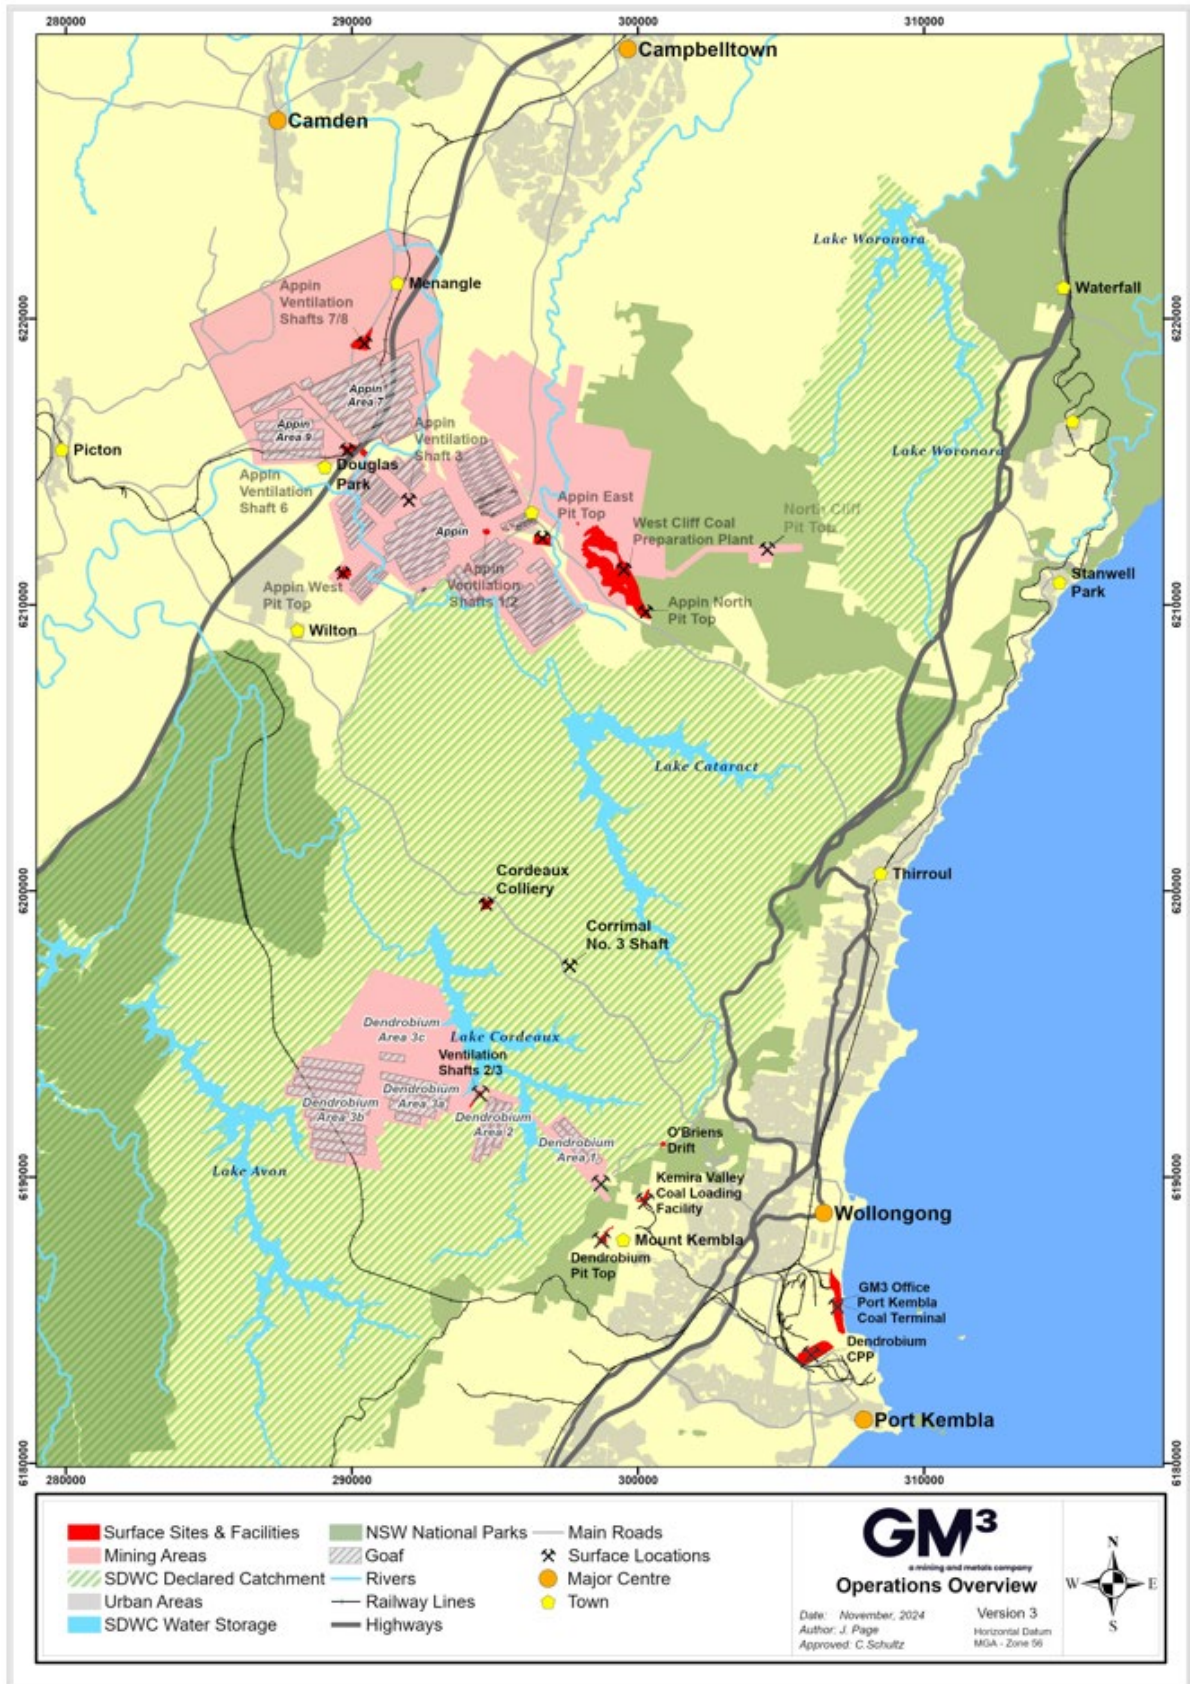 280000
290000
300000
310000
Campbelltown
Camden
Lake Woronora
Menangle
Waterfall
Appin
Ventilation
Shafts 7/8
6220000
6220000
Appin
Area 7
Appin
Area 9
Appin
Ventilation
Shaft 3
Picton
Lake Woronora
Douglas
Park
Appin
Ventilation
Shaft 6
Appin East
Pit Top
North Cliff
Pit Top
West Cliff Coal
Preparation Plant
Appin
Appin
Ventilation
Shafts 1/2
Stanwell
Park
Appin West
Pit Top
Appin North
Pit Top
6210000
6210000
Wilton
Lake Cataract
Cordeaux
Colliery
Thirroul
6200000
6200000
Corrimal
No. 3 Shaft
Dendrobium
Area 3c
Lake Cordeaux
Ventilation
Shafts 2/3
Dendrobium
Area 3b
Dendrobium
Area 3a
Dendrobium
Area 2
Dendrobium
Area 1
O'Briens
Drift
Lake Avon
6190000
6190000
Kemira Valley
Coal Loading
Facility
Wollongong
Mount Kembla
Dendrobium
Pit Top
GM3 Office
Port Kembla
Coal Terminal
Dendrobium
CPP
Port Kembla
6180000
6180000
280000
290000
300000
310000
Surface Sites & Facilities
Mining Areas
SDWC Declared Catchment
Urban Areas
SDWC Water Storage
NSW National Parks
Goaf
Rivers
Railway Lines
Highways
Main Roads
Surface Locations
Major Centre
Town
GM³
a mining and metals company
Operations Overview
Date: November, 2024
Version 3
Author: J. Page
Horizontal Datum
Approved: C.Schultz
MGA - Zone 56
N
W
E
S